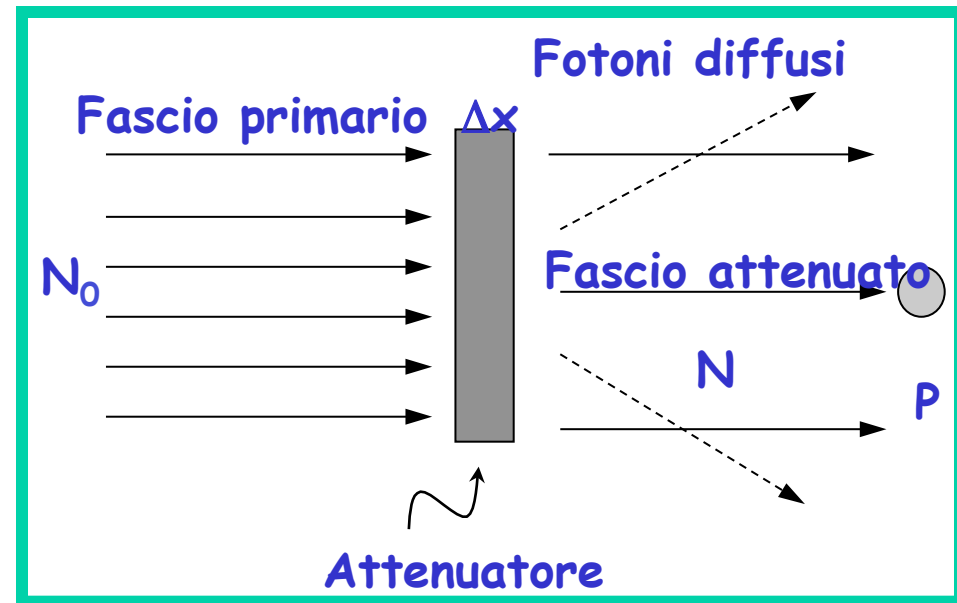 Fotoni diffusi
Fascio primario
Δx
N₀
Fascio attenuato
N
P
Attenuatore